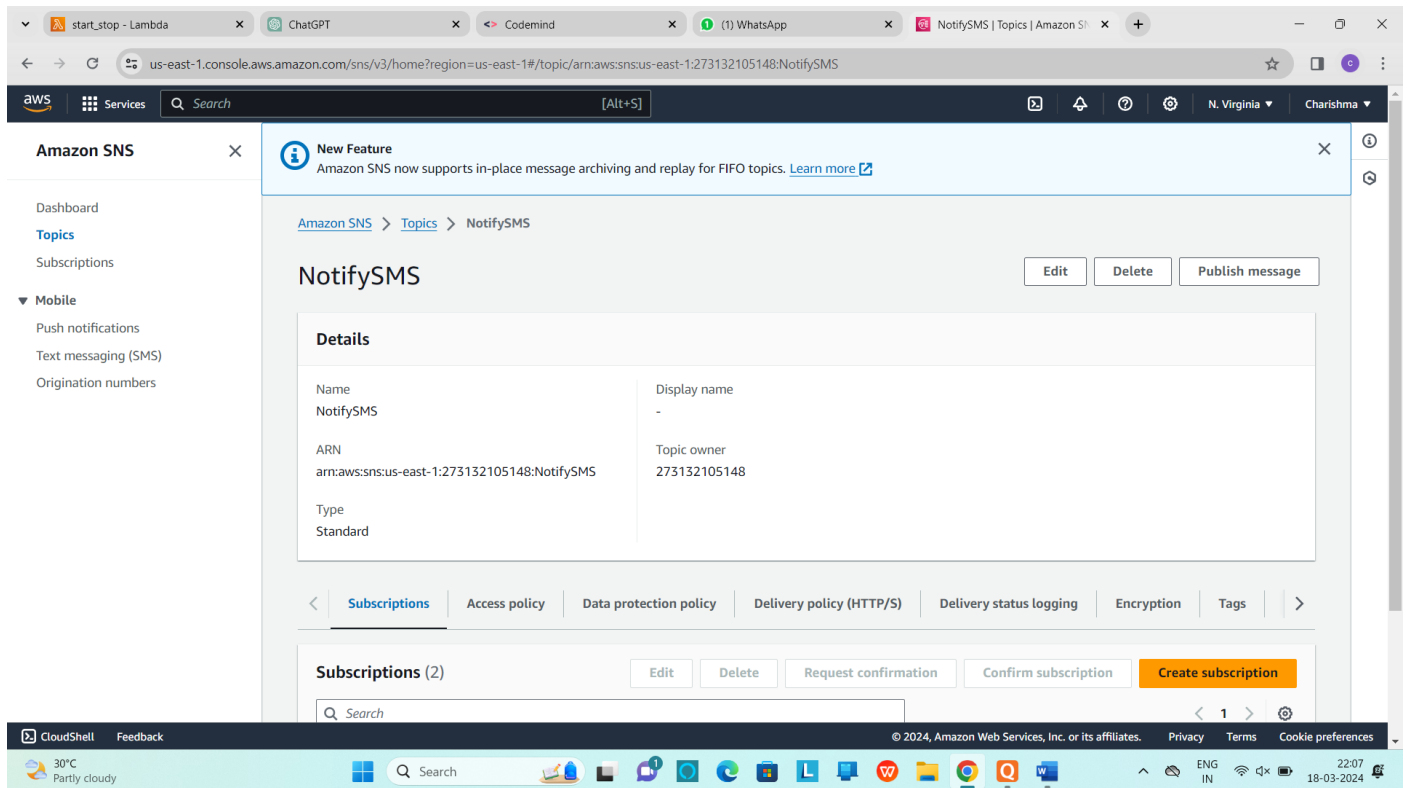 start_stop - Lambda
ChatGPT
Codemind
(1) WhatsApp
NotifySMS | Topics | Amazon SN
us-east-1.console.aws.amazon.com/sns/v3/home?region=us-east-1#/topic/arn:aws:sns:us-east-1:273132105148:NotifySMS
aws Services Search [Alt+S] N. Virginia Charishma
Amazon SNS
New Feature
Amazon SNS now supports in-place message archiving and replay for FIFO topics. Learn more
Dashboard
Topics
Subscriptions
Mobile
Push notifications
Text messaging (SMS)
Origination numbers
Amazon SNS > Topics > NotifySMS
NotifySMS
Edit Delete Publish message
Details
Name
NotifySMS
Display name
-
ARN
arn:aws:sns:us-east-1:273132105148:NotifySMS
Topic owner
273132105148
Type
Standard
Subscriptions Access policy Data protection policy Delivery policy (HTTP/S) Delivery status logging Encryption Tags
Subscriptions (2) Edit Delete Request confirmation Confirm subscription Create subscription
Search 1
CloudShell Feedback © 2024, Amazon Web Services, Inc. or its affiliates. Privacy Terms Cookie preferences
30°C
Partly cloudy
Search
ENG
IN
22:07
18-03-2024